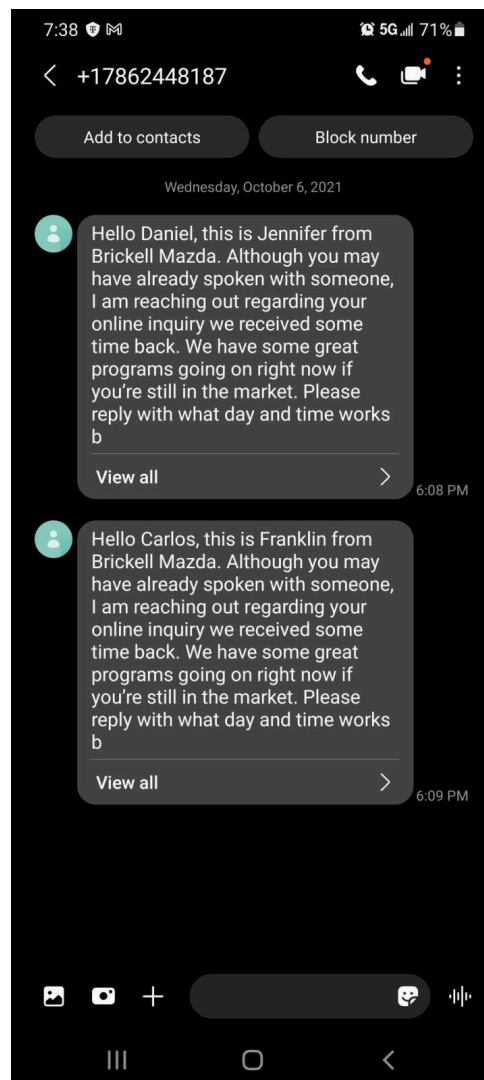 7:38 5G 71%
+17862448187
Add to contacts Block number
Wednesday, October 6, 2021
Hello Daniel, this is Jennifer from
Brickell Mazda. Although you may
have already spoken with someone,
I am reaching out regarding your
online inquiry we received some
time back. We have some great
programs going on right now if
you're still in the market. Please
reply with what day and time works
b
View all
6:08 PM
Hello Carlos, this is Franklin from
Brickell Mazda. Although you may
have already spoken with someone,
I am reaching out regarding your
online inquiry we received some
time back. We have some great
programs going on right now if
you're still in the market. Please
reply with what day and time works
b
View all
6:09 PM